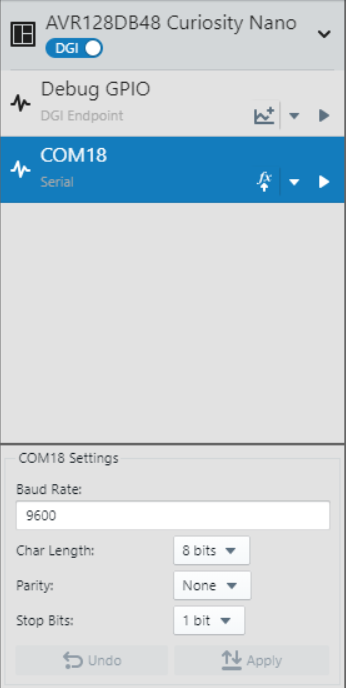 AVR128DB48 Curiosity Nano
DGI
Debug GPIO
DGI Endpoint
COM18
Serial
fx
COM18 Settings
Baud Rate:
9600
Char Length: 8 bits
Parity: None
Stop Bits: 1 bit
Undo Apply